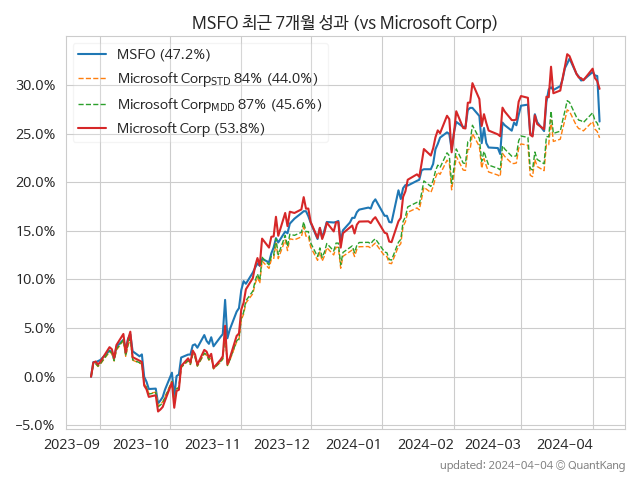 MSFO 최근 7개월 성과 (vs Microsoft Corp)
MSFO (47.2%)
Microsoft CorpSTD 84% (44.0%)
Microsoft CorpMDD 87% (45.6%)
Microsoft Corp (53.8%)
30.0%
25.0%
20.0%
15.0%
10.0%
5.0%
0.0%
−5.0%
2023-09 2023-10 2023-11 2023-12 2024-01 2024-02 2024-03 2024-04
updated: 2024-04-04 © QuantKang